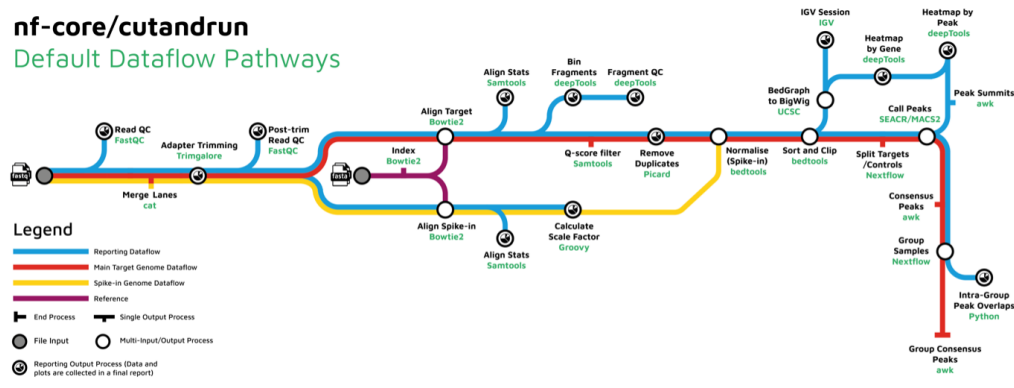 nf-core/cutandrun
Default Dataflow Pathways
Read QC
FastQC
Adapter Trimming
Trimgalore
Post-trim
Read QC
FastQC
fastq
Merge Lanes
cat
Index
Bowtie2
fasta
Align Target
Bowtie2
Align Stats
Samtools
Bin
Fragments
deepTools
Fragment QC
deepTools
Align Spike-in
Bowtie2
Align Stats
Samtools
Calculate
Scale Factor
Groovy
Q-score filter
Samtools
Remove
Duplicates
Picard
Normalise
(Spike-in)
bedtools
Sort and Clip
bedtools
BedGraph
to BigWig
UCSC
IGV Session
IGV
Heatmap
by Gene
deepTools
Heatmap by
Peak
deepTools
Peak Summits
awk
Call Peaks
SEACR/MACS2
Split Targets
/Controls
Nextflow
Consensus
Peaks
awk
Group
Samples
Nextflow
Intra-Group
Peak Overlaps
Python
Group Consensus
Peaks
awk
Legend
Reporting Dataflow
Main Target Genome Dataflow
Spike-in Genome Dataflow
Reference
End Process
Single Output Process
File Input
Multi-Input/Output Process
Reporting Output Process (Data and
plots are collected in a final report)